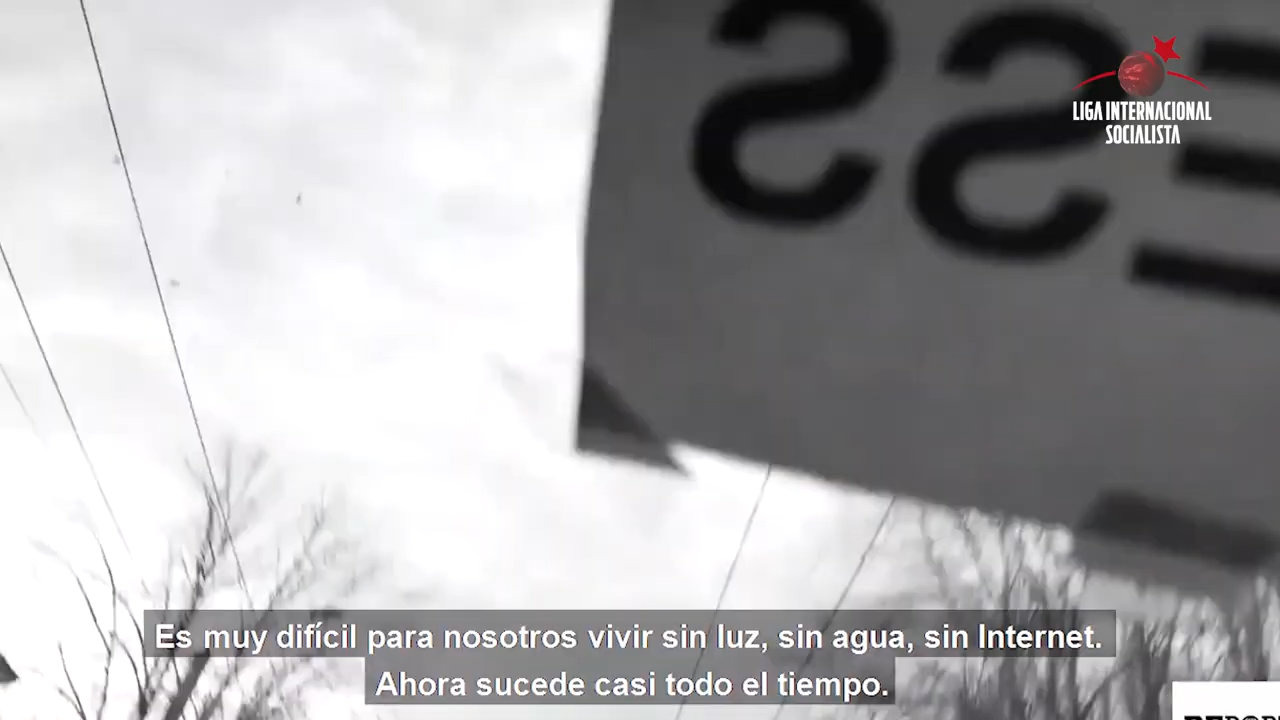 LIGA INTERNACIONAL
SOCIALISTA
Es muy difícil para nosotros vivir sin luz, sin agua, sin Internet.
Ahora sucede casi todo el tiempo.